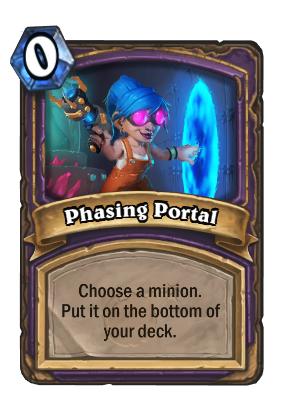 0
Phasing Portal
Choose a minion.
Put it on the bottom of
your deck.